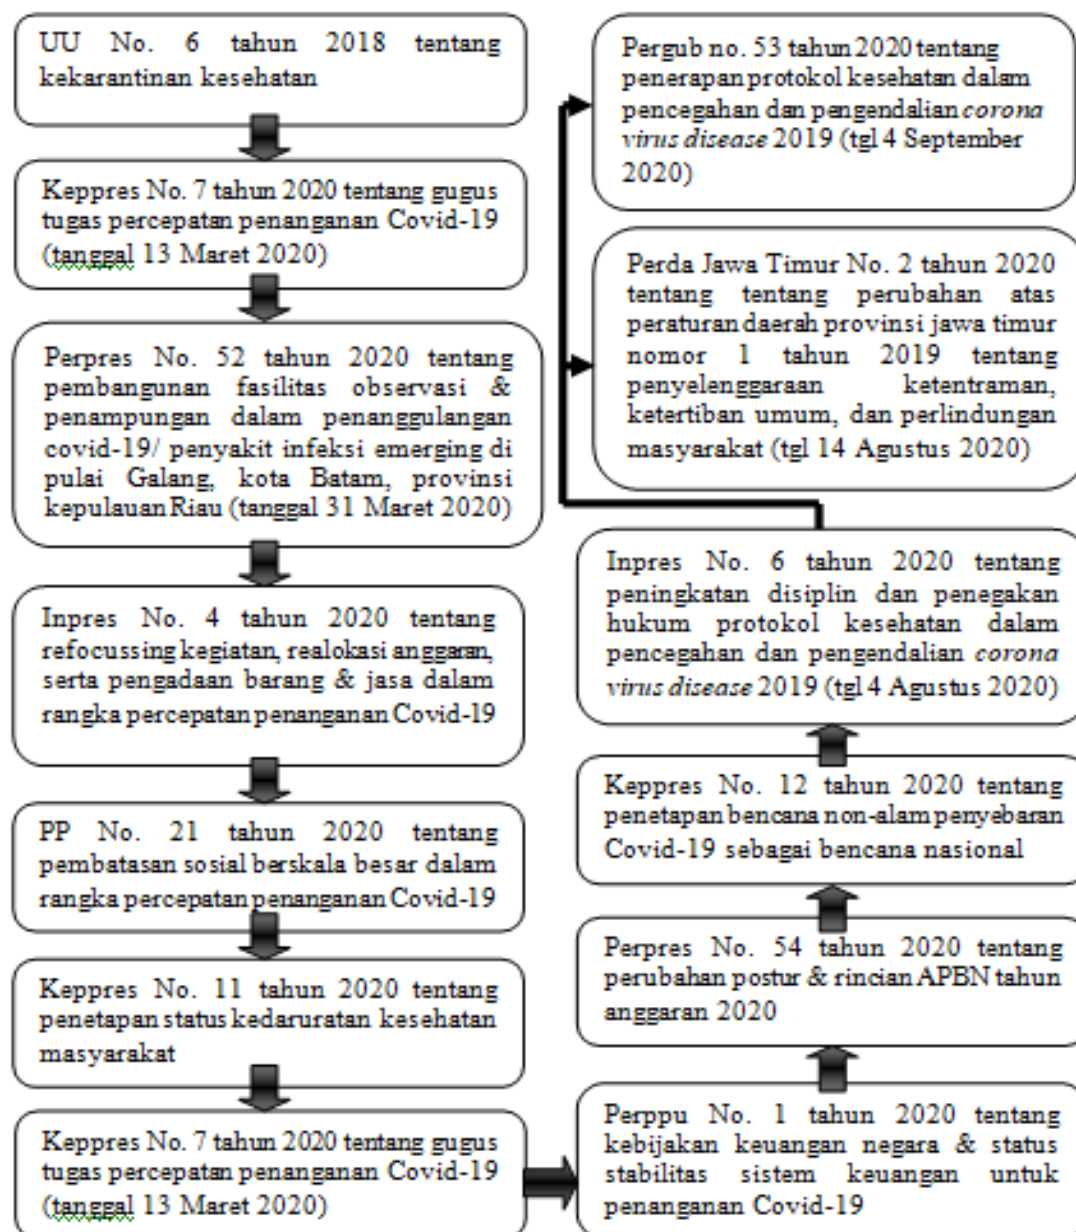 UU No. 6 tahun 2018 tentang
kekarantinan kesehatan
Keppres No. 7 tahun 2020 tentang gugus
tugas percepatan penanganan Covid-19
(tanggal 13 Maret 2020)
Perpres No. 52 tahun 2020 tentang
pembangunan fasilitas observasi &
penampungan dalam penanggulangan
covid-19/ penyakit infeksi emerging di
pulai Galang, kota Batam, provinsi
kepulauan Riau (tanggal 31 Maret 2020)
Inpres No. 4 tahun 2020 tentang
refocussing kegiatan, realokasi anggaran,
serta pengadaan barang & jasa dalam
rangka percepatan penanganan Covid-19
PP No. 21 tahun 2020 tentang
pembatasan sosial berskala besar dalam
rangka percepatan penanganan Covid-19
Keppres No. 11 tahun 2020 tentang
penetapan status kedaruratan kesehatan
masyarakat
Keppres No. 7 tahun 2020 tentang gugus
tugas percepatan penanganan Covid-19
(tanggal 13 Maret 2020)
Perppu No. 1 tahun 2020 tentang
kebijakan keuangan negara & status
stabilitas sistem keuangan untuk
penanganan Covid-19
Perpres No. 54 tahun 2020 tentang
perubahan postur & rincian APBN tahun
anggaran 2020
Keppres No. 12 tahun 2020 tentang
penetapan bencana non-alam penyebaran
Covid-19 sebagai bencana nasional
Inpres No. 6 tahun 2020 tentang
peningkatan disiplin dan penegakan
hukum protokol kesehatan dalam
pencegahan dan pengendalian corona
virus disease 2019 (tgl 4 Agustus 2020)
Perda Jawa Timur No. 2 tahun 2020
tentang tentang perubahan atas
peraturan daerah provinsi jawa timur
nomor 1 tahun 2019 tentang
penyelenggaraan ketentraman,
ketertiban umum, dan perlindungan
masyarakat (tgl 14 Agustus 2020)
Pergub no. 53 tahun 2020 tentang
penerapan protokol kesehatan dalam
pencegahan dan pengendalian corona
virus disease 2019 (tgl 4 September
2020)